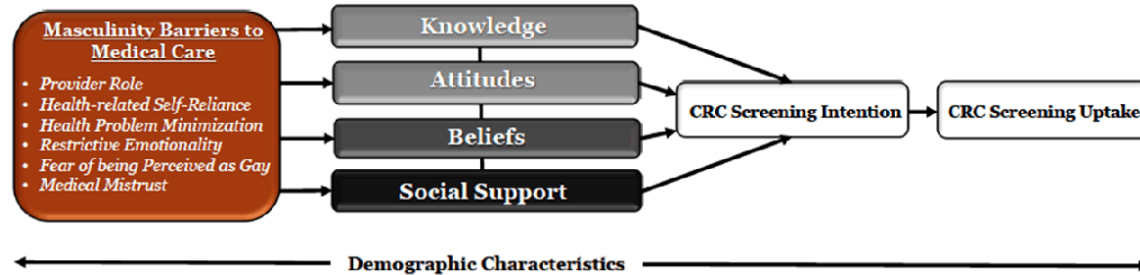 Masculinity Barriers to
Medical Care
• Provider Role
• Health-related Self-Reliance
• Health Problem Minimization
• Restrictive Emotionality
• Fear of being Perceived as Gay
• Medical Mistrust
Knowledge
Attitudes
Beliefs
Social Support
CRC Screening Intention
CRC Screening Uptake
Demographic Characteristics